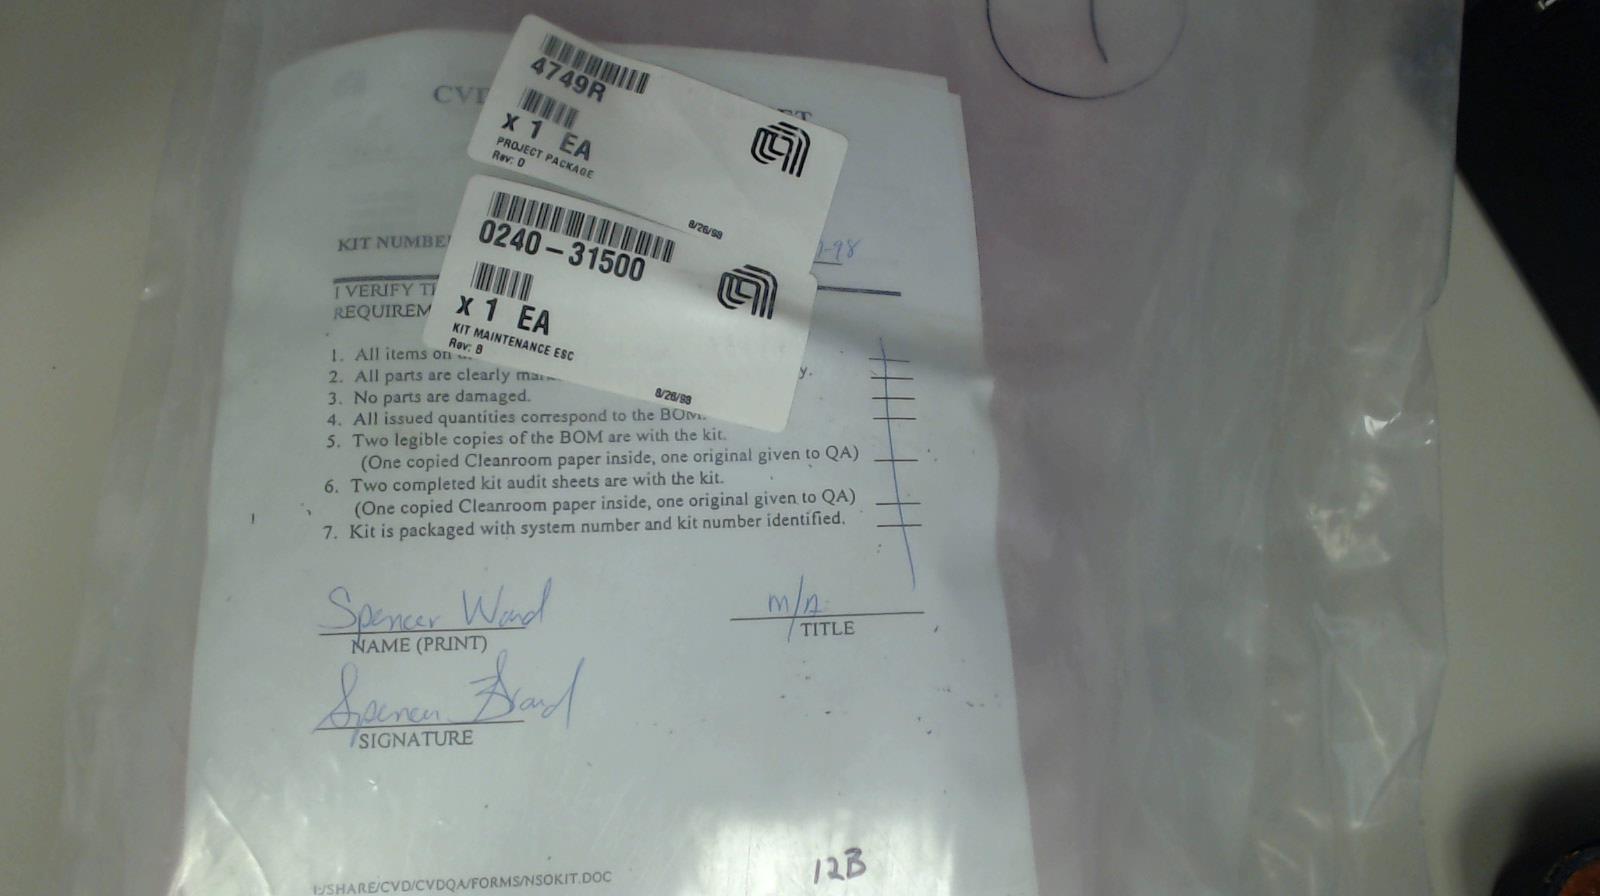 4749R
X 1 EA
PROJECT PACKAGE
Rev: D
8/26/98
0240-31500
X 1 EA
KIT MAINTENANCE ESC
Rev: B
8/26/98
CVD
ET
KIT NUMBE
-98
I VERIFY
REQUIREM
1. All items on
2. All parts are clearly y.
3. No parts are damaged.
4. All issued quantities correspond to the BOM.
5. Two legible copies of the BOM are with the kit.
(One copied Cleanroom paper inside, one original given to QA)
6. Two completed kit audit sheets are with the kit.
(One copied Cleanroom paper inside, one original given to QA)
7. Kit is packaged with system number and kit number identified.
Spencer Ward m/A
NAME (PRINT) TITLE
Spencer Ward
SIGNATURE
12B
I:/SHARE/CVD/CVDQA/FORMS/NSOKIT.DOC